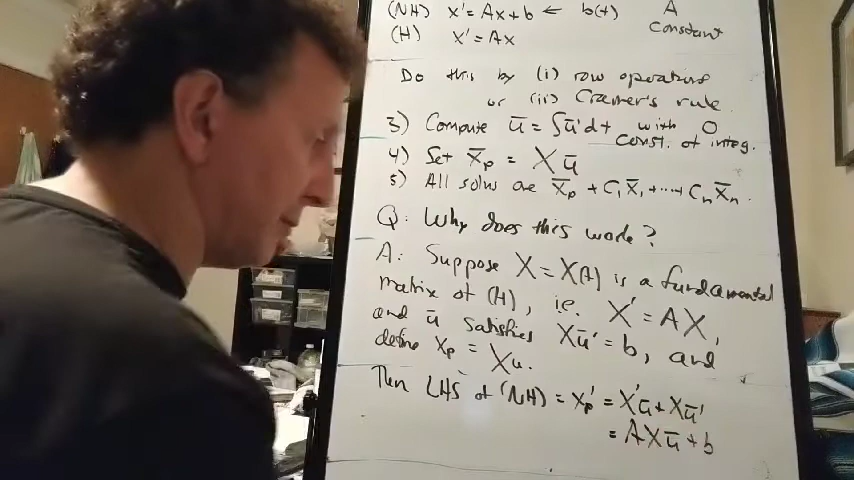 (NH) x' = Ax + b ← b(t) A constant
(H) x' = Ax
Do this by (i) row operations
or (ii) Cramer's rule.
3) Compute ū = ∫ū'dt with 0
const. of integ.
4) Set x̄p = X ū
5) All solns are x̄p + c₁x̄₁ + ... + cₙx̄ₙ.
Q: Why does this work?
A: Suppose X = X(t) is a fundamental
matrix of (H), i.e. X' = AX,
and ū satisfies Xū' = b, and
define xp = Xu.
Then LHS of (NH) = xp' = X'ū + Xū'
= AXū + b